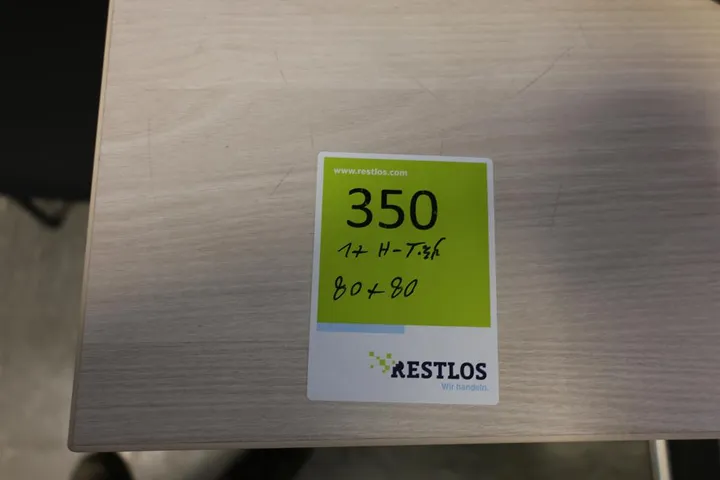 www.restlos.com
350
1x H-Tisch
80x80
RESTLOS
Wir handeln.